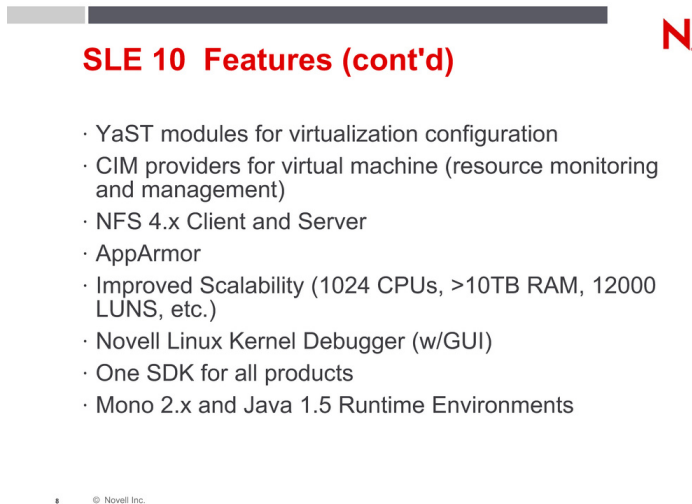 N
SLE 10 Features (cont'd)
· YaST modules for virtualization configuration
· CIM providers for virtual machine (resource monitoring
and management)
· NFS 4.x Client and Server
· AppArmor
· Improved Scalability (1024 CPUs, >10TB RAM, 12000
LUNS, etc.)
· Novell Linux Kernel Debugger (w/GUI)
· One SDK for all products
· Mono 2.x and Java 1.5 Runtime Environments
8 © Novell Inc.